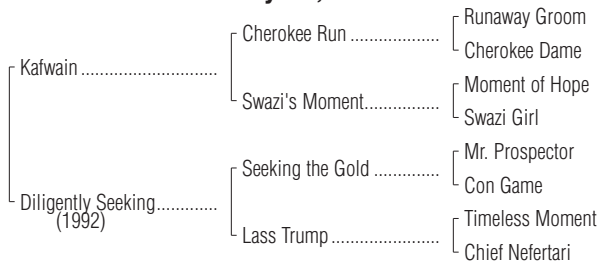 Runaway Groom
Cherokee Run ...................
Cherokee Dame
Kafwain .............................
Moment of Hope
Swazi's Moment................
Swazi Girl
Mr. Prospector
Seeking the Gold ..............
Con Game
Diligently Seeking.............
(1992)
Timeless Moment
Lass Trump .......................
Chief Nefertari